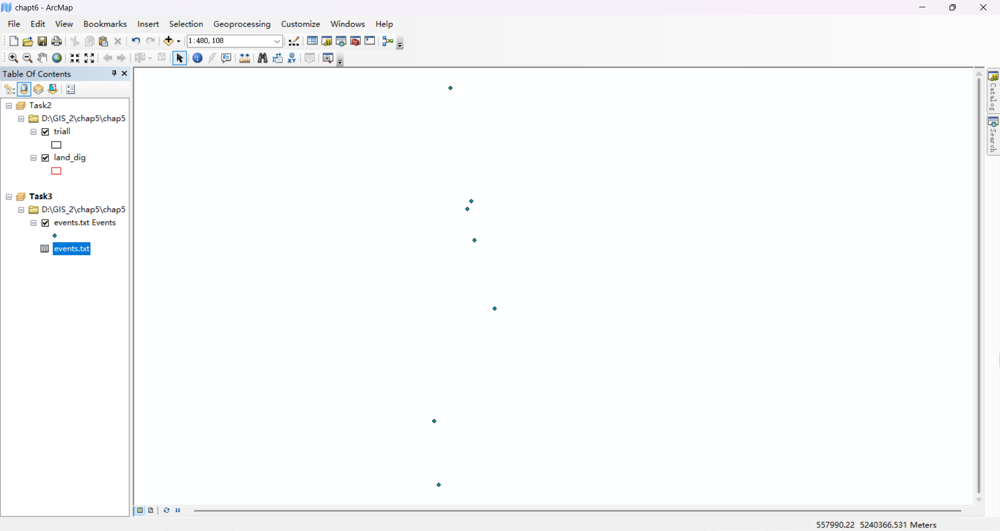 chapt6 - ArcMap
File Edit View Bookmarks Insert Selection Geoprocessing Customize Windows Help
1:480,108
XY
Table Of Contents
Task2
D:\GIS_2\chap5\chap5
triall
land_dig
Task3
D:\GIS_2\chap5\chap5
events.txt Events
events.txt
Catalog
Search
557990.22 5240366.531 Meters